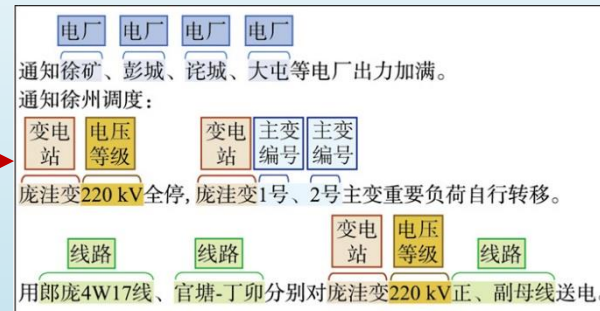 电厂 电厂 电厂 电厂
通知徐矿、彭城、诧城、大屯等电厂出力加满。
通知徐州调度：
变电站 电压等级 变电站 主变编号 主变编号
庞洼变220 kV全停,庞洼变1号、2号主变重要负荷自行转移。
线路 线路 变电站 电压等级 线路
用郎庞4W17线、官塘-丁卯分别对庞洼变220 kV正、副母线送电